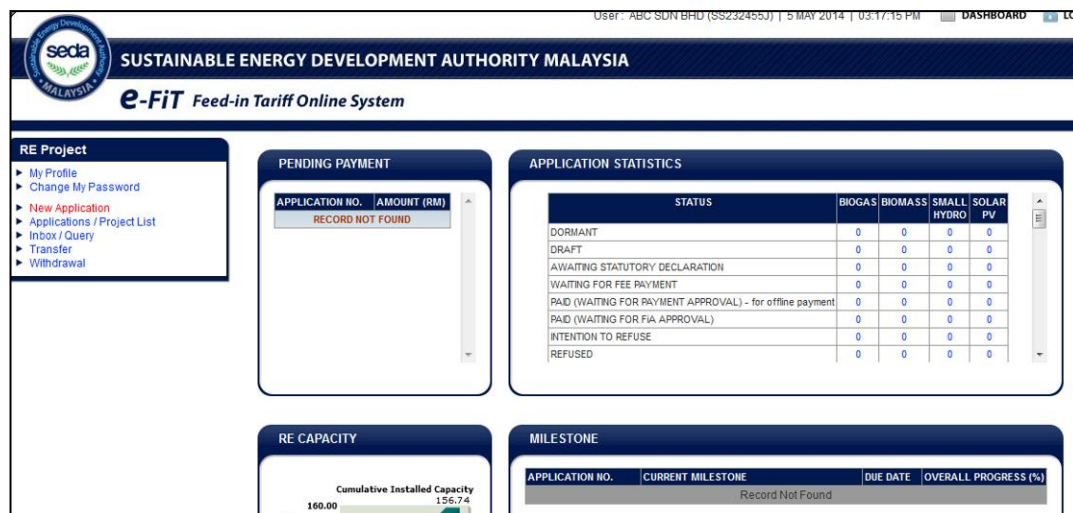 User : ABC SDN BHD (SS232455J) | 5 MAY 2014 | 03:17:15 PM DASHBOARD LO
Sustainable Energy Development Authority
seda
MALAYSIA
SUSTAINABLE ENERGY DEVELOPMENT AUTHORITY MALAYSIA
e-FiT Feed-in Tariff Online System
RE Project
My Profile
Change My Password
New Application
Applications / Project List
Inbox / Query
Transfer
Withdrawal
PENDING PAYMENT
APPLICATION NO. AMOUNT (RM)
RECORD NOT FOUND
APPLICATION STATISTICS
STATUS BIOGAS BIOMASS SMALL HYDRO SOLAR PV
DORMANT 0 0 0 0
DRAFT 0 0 0 0
AWAITING STATUTORY DECLARATION 0 0 0 0
WAITING FOR FEE PAYMENT 0 0 0 0
PAID (WAITING FOR PAYMENT APPROVAL) - for offline payment 0 0 0 0
PAID (WAITING FOR FiA APPROVAL) 0 0 0 0
INTENTION TO REFUSE 0 0 0 0
REFUSED 0 0 0 0
RE CAPACITY
Cumulative Installed Capacity
156.74
160.00
MILESTONE
APPLICATION NO. CURRENT MILESTONE DUE DATE OVERALL PROGRESS (%)
Record Not Found